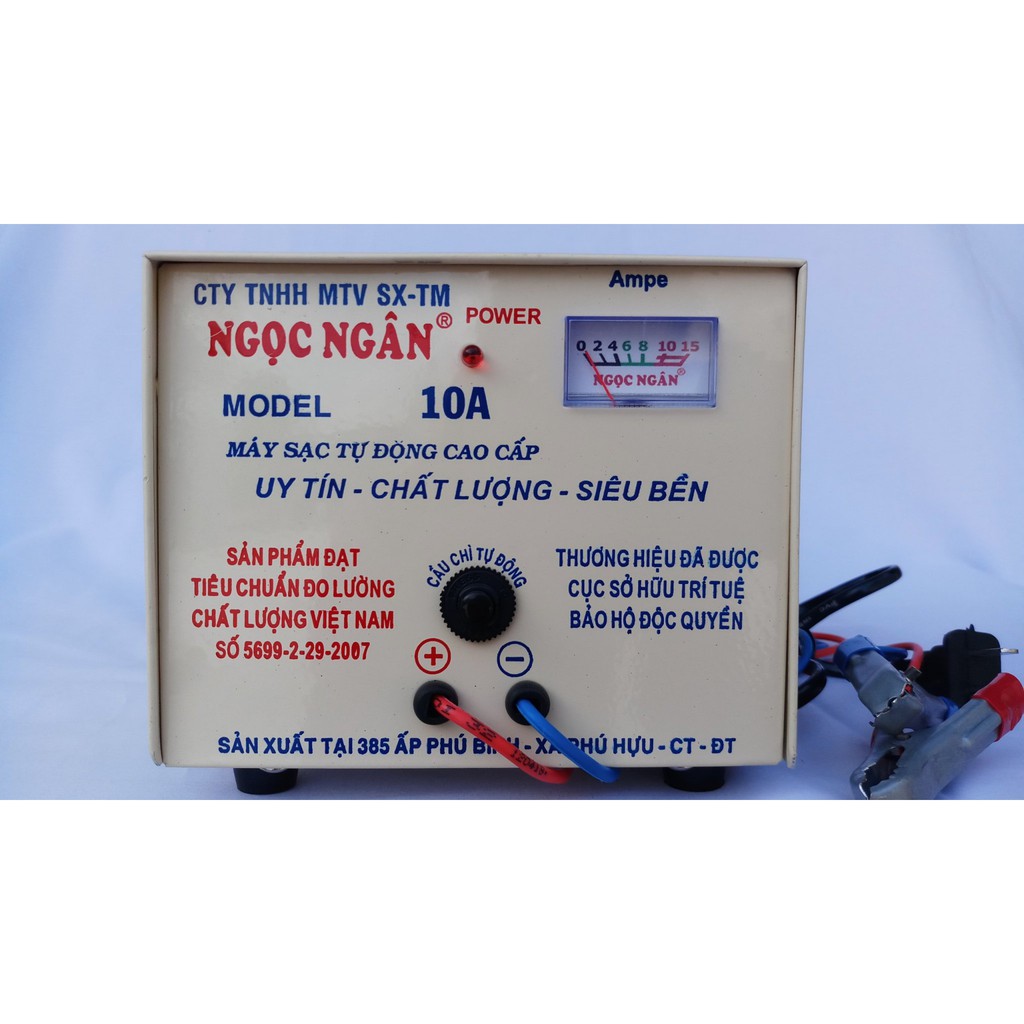 CTY TNHH MTV SX-TM
NGỌC NGÂN®
POWER
Ampe
0 2 4 6 8 10 15
NGỌC NGÂN®
MODEL 10A
MÁY SẠC TỰ ĐỘNG CAO CẤP
UY TÍN - CHẤT LƯỢNG - SIÊU BỀN
SẢN PHẨM ĐẠT
TIÊU CHUẨN ĐO LƯỜNG
CHẤT LƯỢNG VIỆT NAM
SỐ 5699-2-29-2007
CẦU CHÌ TỰ ĐỘNG
THƯƠNG HIỆU ĐÃ ĐƯỢC
CỤC SỞ HỮU TRÍ TUỆ
BẢO HỘ ĐỘC QUYỀN
+ -
SẢN XUẤT TẠI 385 ẤP PHÚ BÌNH - XÃ PHÚ HỰU - CT - ĐT